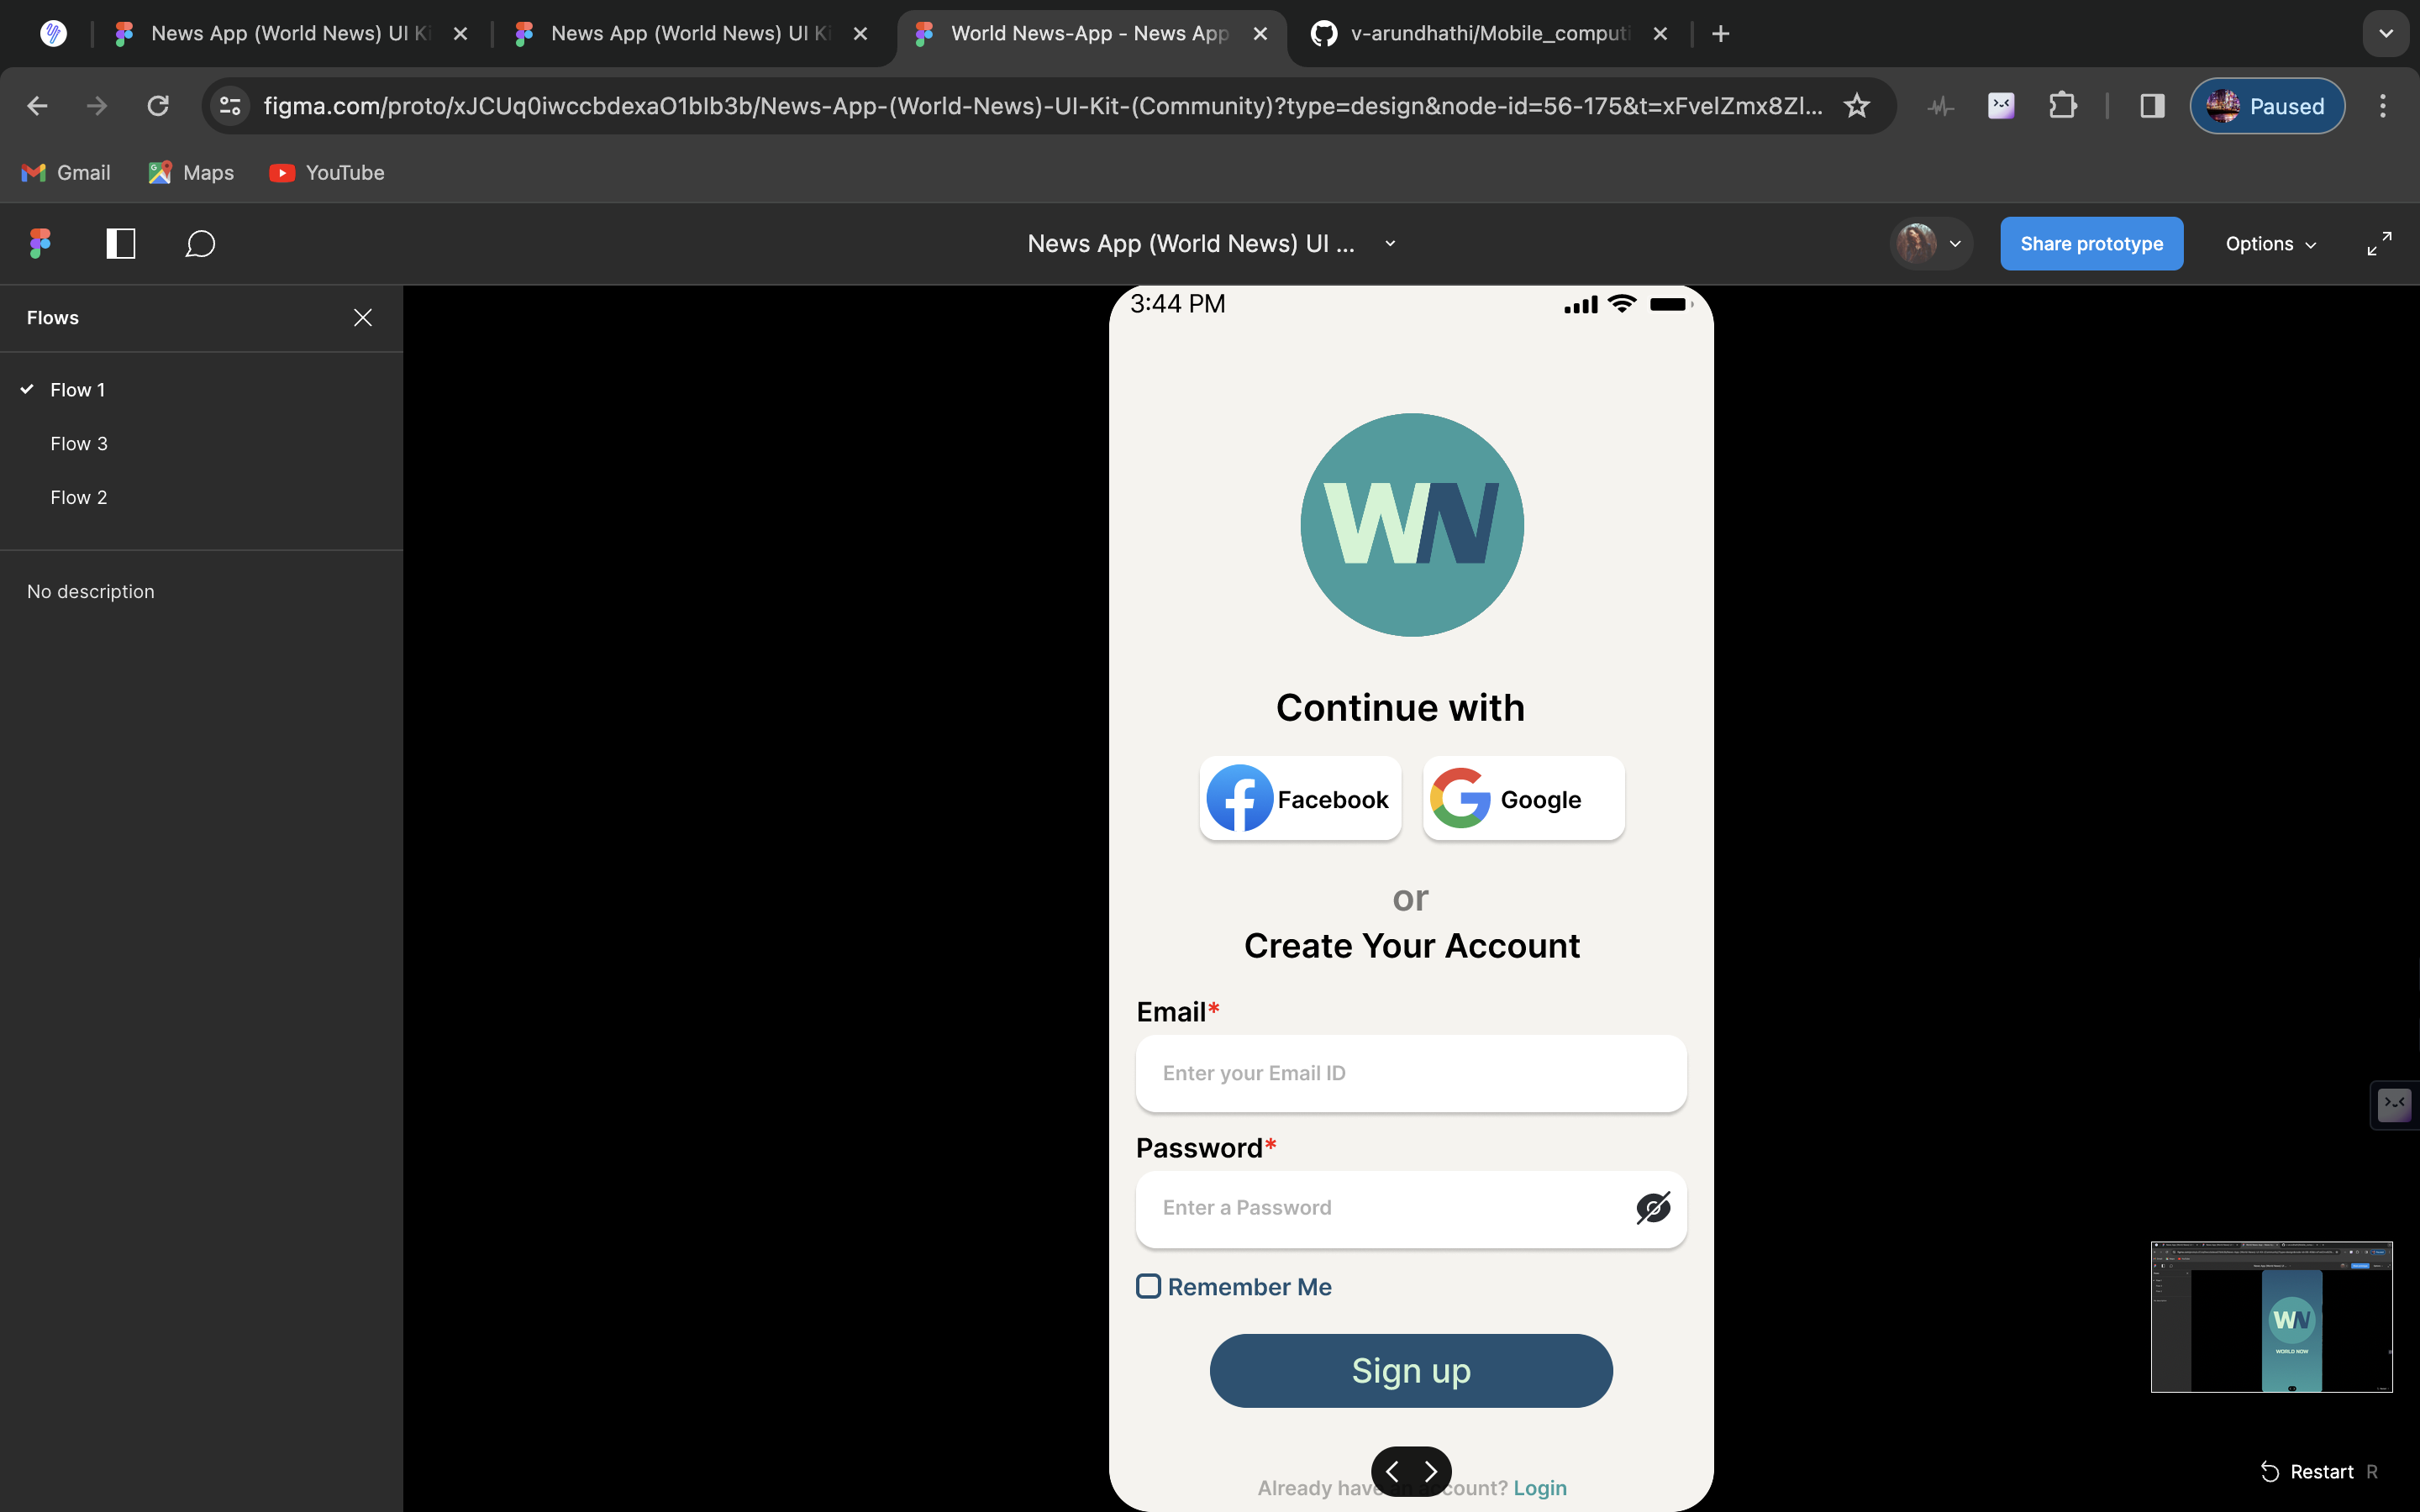 News App (World News) UI Ki
News App (World News) UI Ki
World News-App - News App
v-arundhathi/Mobile_computi
figma.com/proto/xJCUq0iwccbdexaO1bIb3b/News-App-(World-News)-UI-Kit-(Community)?type=design&node-id=56-175&t=xFvelZmx8Zl...
Paused
Gmail
Maps
YouTube
News App (World News) UI ...
Share prototype
Options
Flows
Flow 1
Flow 3
Flow 2
No description
3:44 PM
WN
Continue with
Facebook
Google
or
Create Your Account
Email*
Enter your Email ID
Password*
Enter a Password
Remember Me
Sign up
Already have count? Login
WN
WORLD NOW
Restart R